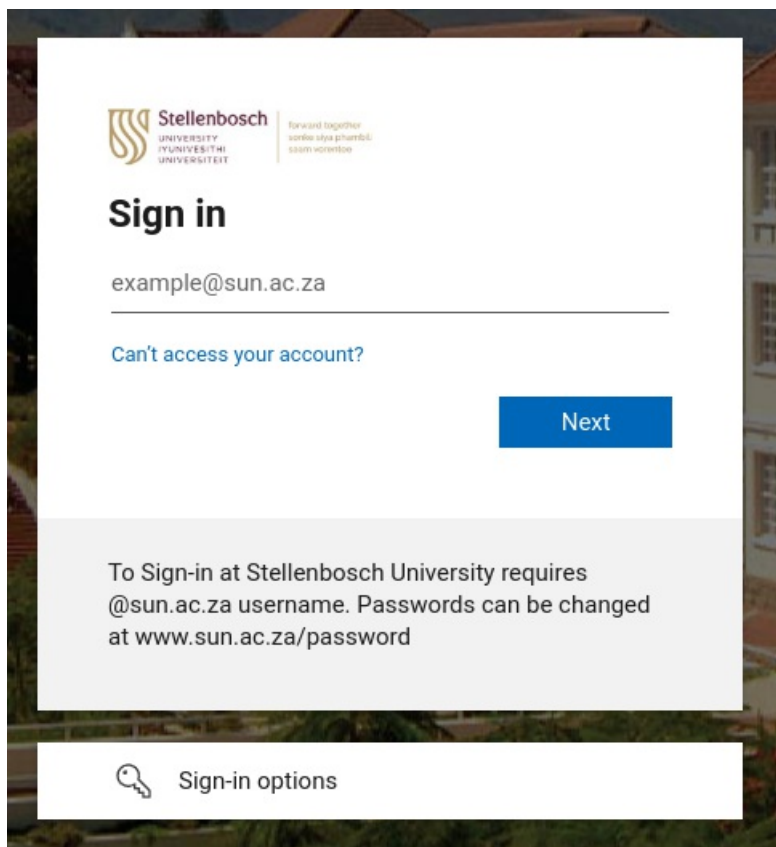 Stellenbosch
UNIVERSITY
IYUNIVESITHI
UNIVERSITEIT
forward together
sonke siya phambili
saam vorentoe
Sign in
example@sun.ac.za
Can't access your account?
Next
To Sign-in at Stellenbosch University requires
@sun.ac.za username. Passwords can be changed
at www.sun.ac.za/password
Sign-in options